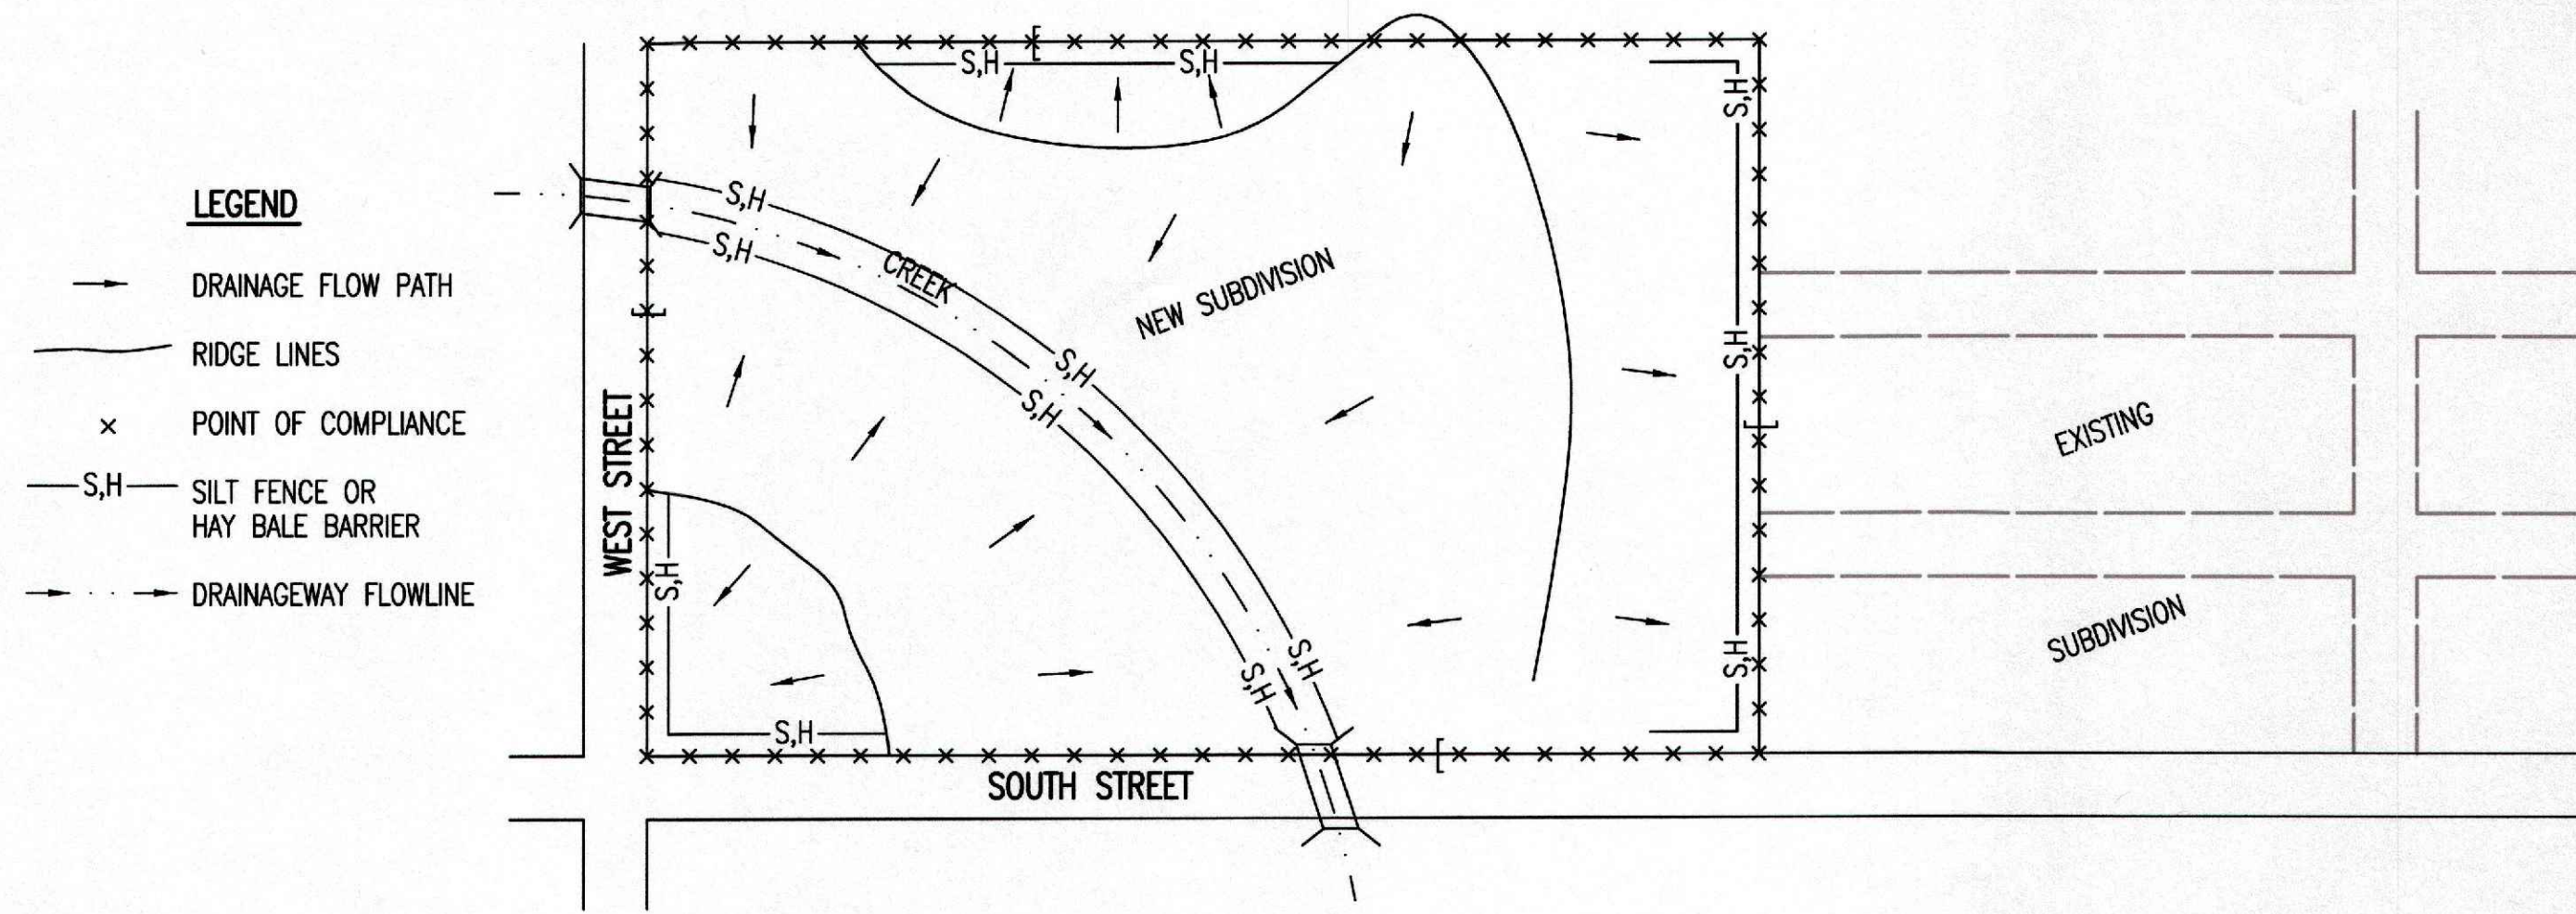 LEGEND
DRAINAGE FLOW PATH
RIDGE LINES
POINT OF COMPLIANCE
S,H
SILT FENCE OR
HAY BALE BARRIER
DRAINAGEWAY FLOWLINE
S,H
S,H
S,H
S,H
S,H
CREEK
NEW SUBDIVISION
S,H
S,H
S,H
WEST STREET
S,H
S,H
S,H
S,H
S,H
SOUTH STREET
EXISTING
SUBDIVISION